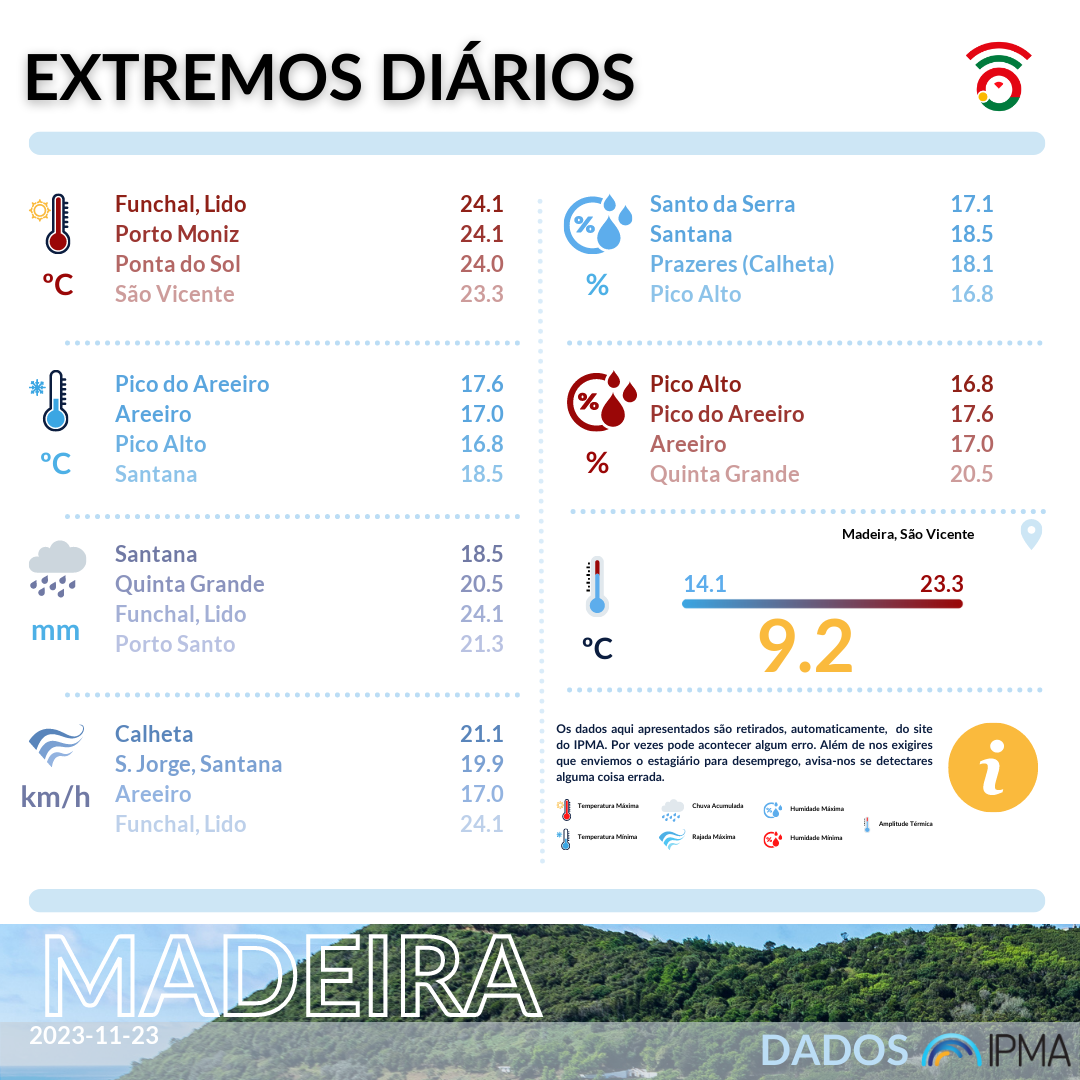 EXTREMOS DIÁRIOS
Funchal, Lido 24.1
Porto Moniz 24.1
Ponta do Sol 24.0
São Vicente 23.3
ºC
Pico do Areeiro 17.6
Areeiro 17.0
Pico Alto 16.8
Santana 18.5
ºC
Santana 18.5
Quinta Grande 20.5
Funchal, Lido 24.1
Porto Santo 21.3
mm
Calheta 21.1
S. Jorge, Santana 19.9
Areeiro 17.0
Funchal, Lido 24.1
km/h
%
Santo da Serra 17.1
Santana 18.5
Prazeres (Calheta) 18.1
Pico Alto 16.8
%
%
Pico Alto 16.8
Pico do Areeiro 17.6
Areeiro 17.0
Quinta Grande 20.5
%
Madeira, São Vicente
14.1 23.3
9.2
ºC
Os dados aqui apresentados são retirados, automaticamente, do site
do IPMA. Por vezes pode acontecer algum erro. Além de nos exigires
que enviemos o estagiário para desemprego, avisa-nos se detectares
alguma coisa errada.
i
Temperatura Máxima
Chuva Acumulada
Humidade Máxima
Amplitude Térmica
Temperatura Mínima
Rajada Máxima
Humidade Mínima
MADEIRA
2023-11-23
DADOS IPMA